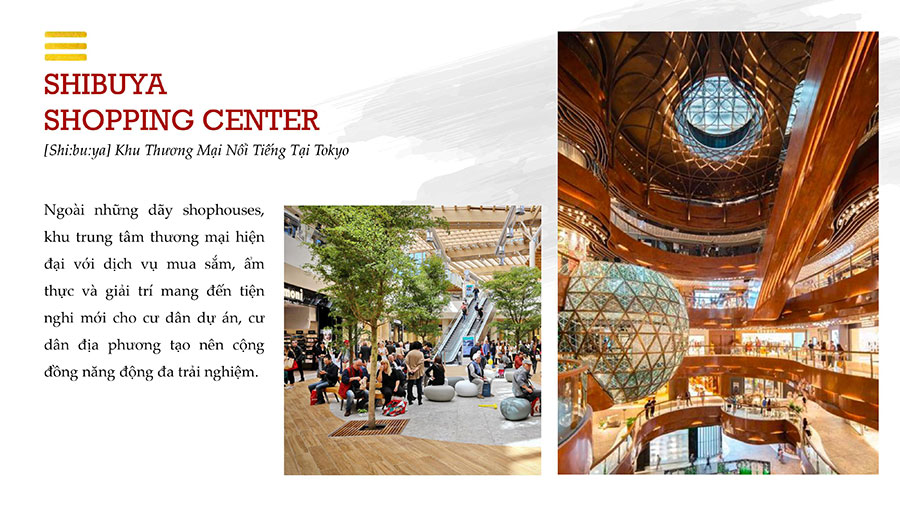 SHIBUYA
SHOPPING CENTER
[Shi:bu:ya] Khu Thương Mại Nổi Tiếng Tại Tokyo
Ngoài những dãy shophouses,
khu trung tâm thương mại hiện
đại với dịch vụ mua sắm, ẩm
thực và giải trí mang đến tiện
nghi mới cho cư dân dự án, cư
dân địa phương tạo nên cộng
đồng năng động đa trải nghiệm.